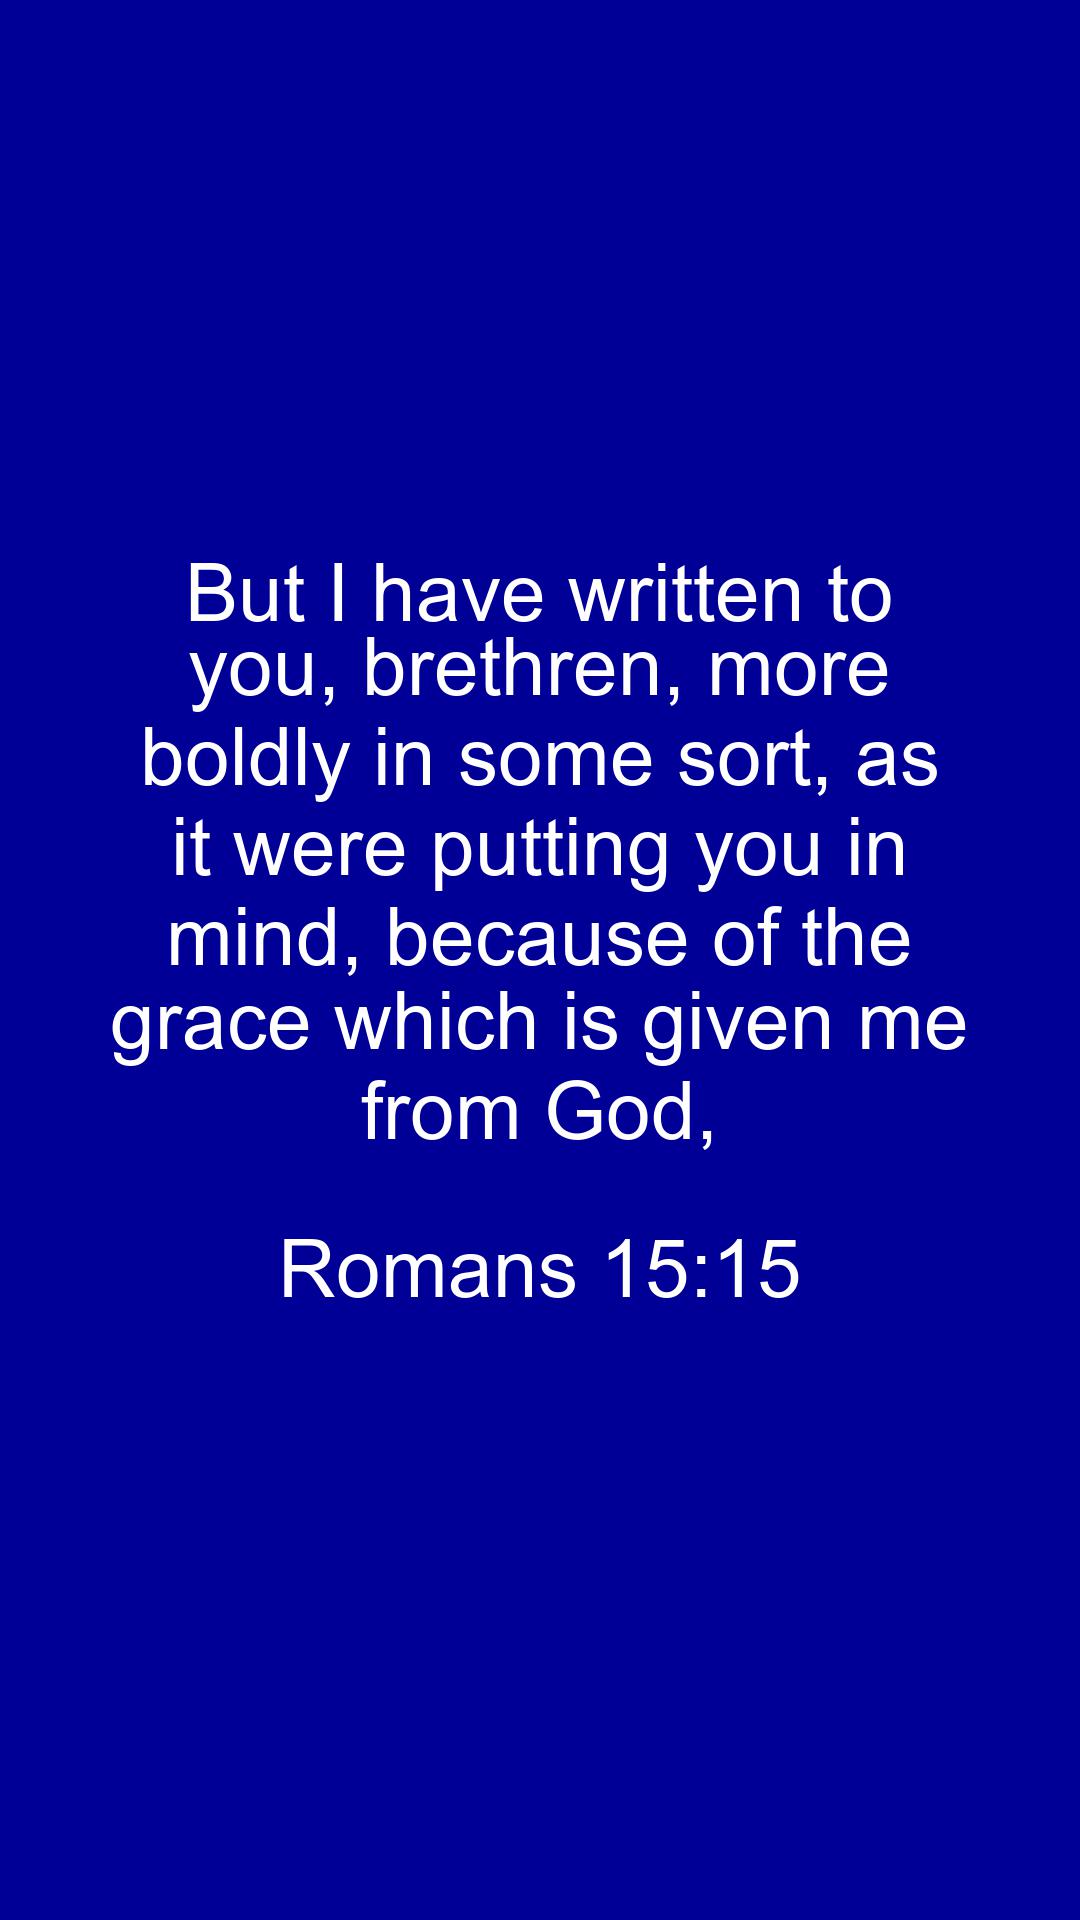 But I have written to
you, brethren, more
boldly in some sort, as
it were putting you in
mind, because of the
grace which is given me
from God,
Romans 15:15